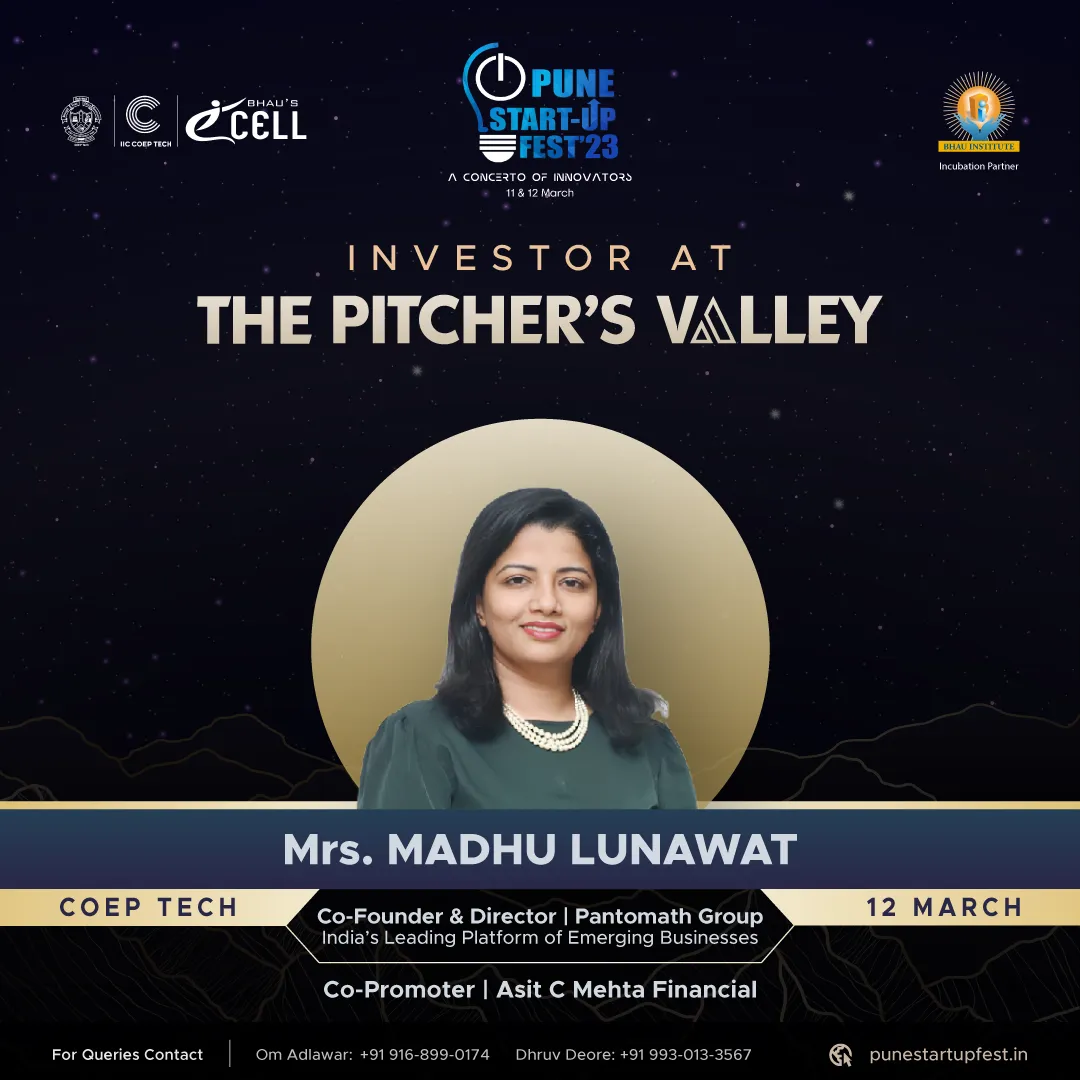 IIC COEP TECH
BHAU'S
CELL
PUNE
START-UP
FEST'23
A CONCERTO OF INNOVATORS
11 & 12 March
BHAU INSTITUTE
Incubation Partner
INVESTOR AT
THE PITCHER'S VALLEY
Mrs. MADHU LUNAWAT
COEP TECH
Co-Founder & Director | Pantomath Group
India's Leading Platform of Emerging Businesses
12 MARCH
Co-Promoter | Asit C Mehta Financial
For Queries Contact
Om Adlawar: +91 916-899-0174 Dhruv Deore: +91 993-013-3567
punestartupfest.in